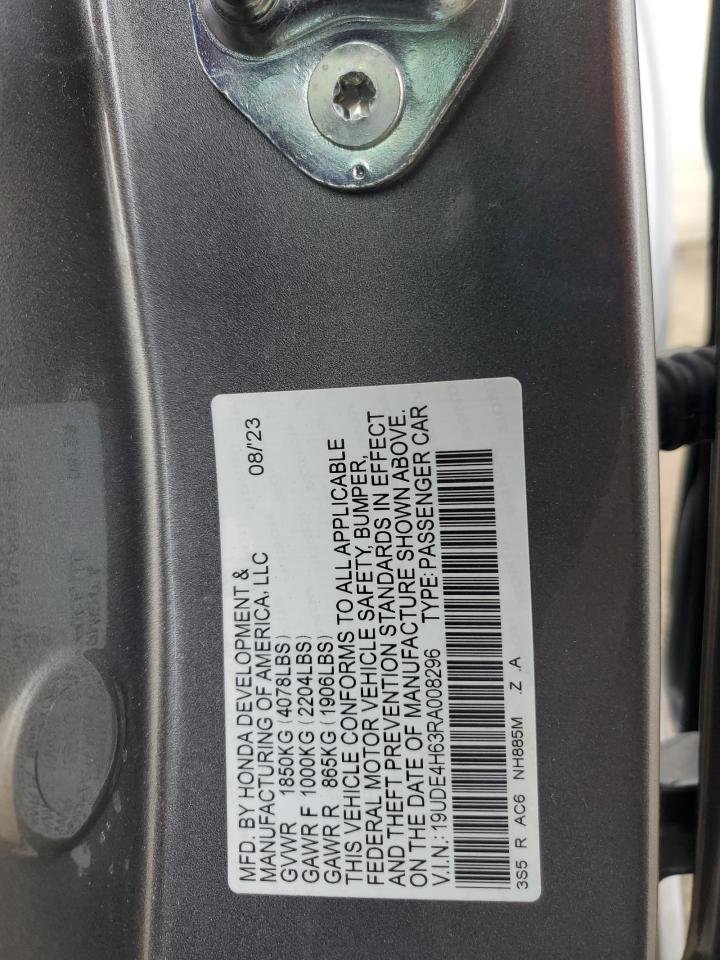 MFD. BY HONDA DEVELOPMENT & 08/'23
MANUFACTURING OF AMERICA, LLC
GVWR 1850KG (4078LBS)
GAWR F 1000KG (2204LBS)
GAWR R 865KG (1906LBS)
THIS VEHICLE CONFORMS TO ALL APPLICABLE
FEDERAL MOTOR VEHICLE SAFETY, BUMPER,
AND THEFT PREVENTION STANDARDS IN EFFECT
ON THE DATE OF MANUFACTURE SHOWN ABOVE.
V.I.N.: 19UDE4H63RA008296 TYPE: PASSENGER CAR
3S5 R AC6 NH885M .Z .A